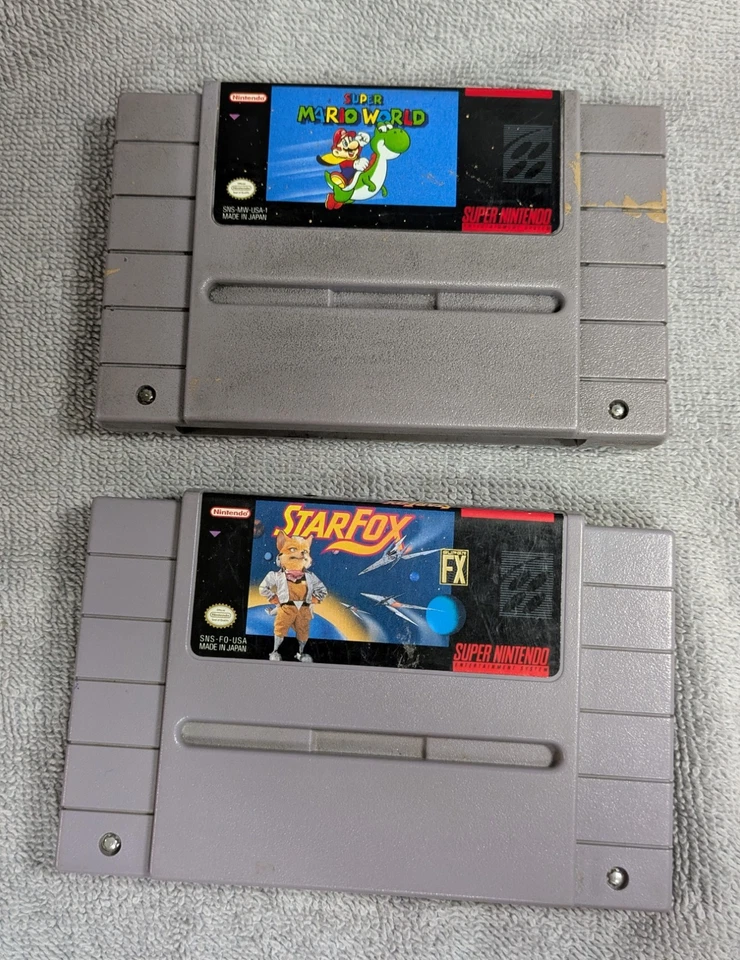 Nintendo
SUPER
MARIO WORLD
SNS-MW-USA-1
MADE IN JAPAN
SUPER NINTENDO
ENTERTAINMENT SYSTEM
Nintendo
STARFOX
SUPER
FX
SNS-FO-USA
MADE IN JAPAN
SUPER NINTENDO
ENTERTAINMENT SYSTEM